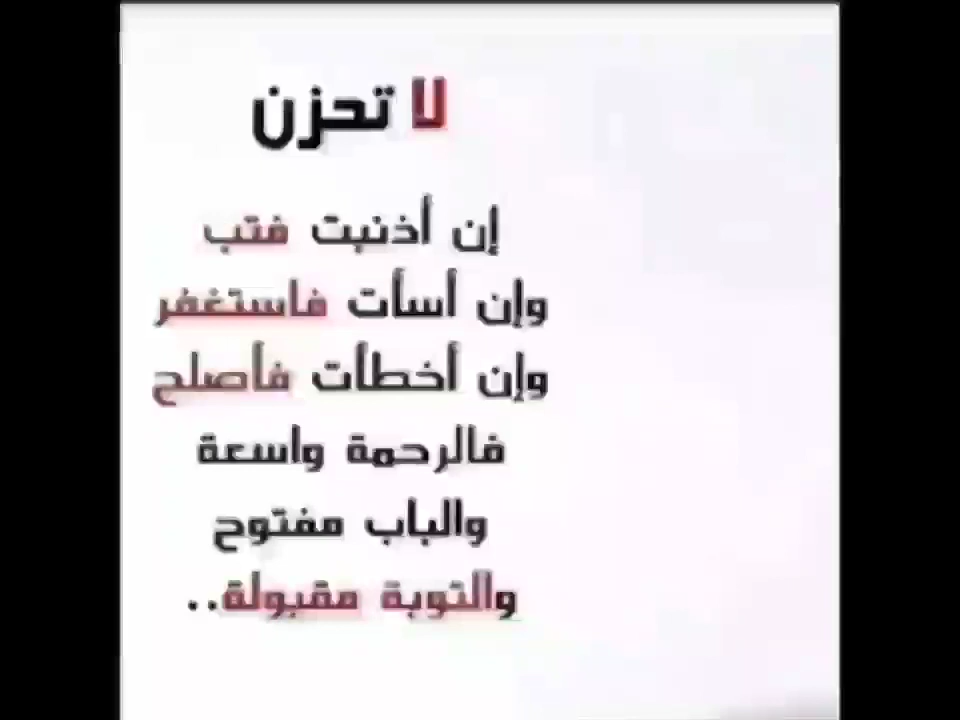 لا تحزن
إن أذنبت فتب
وإن أسأت فاستغفر
وإن أخطأت فأصلح
فالرحمة واسعة
والباب مفتوح
والتوبة مقبولة..